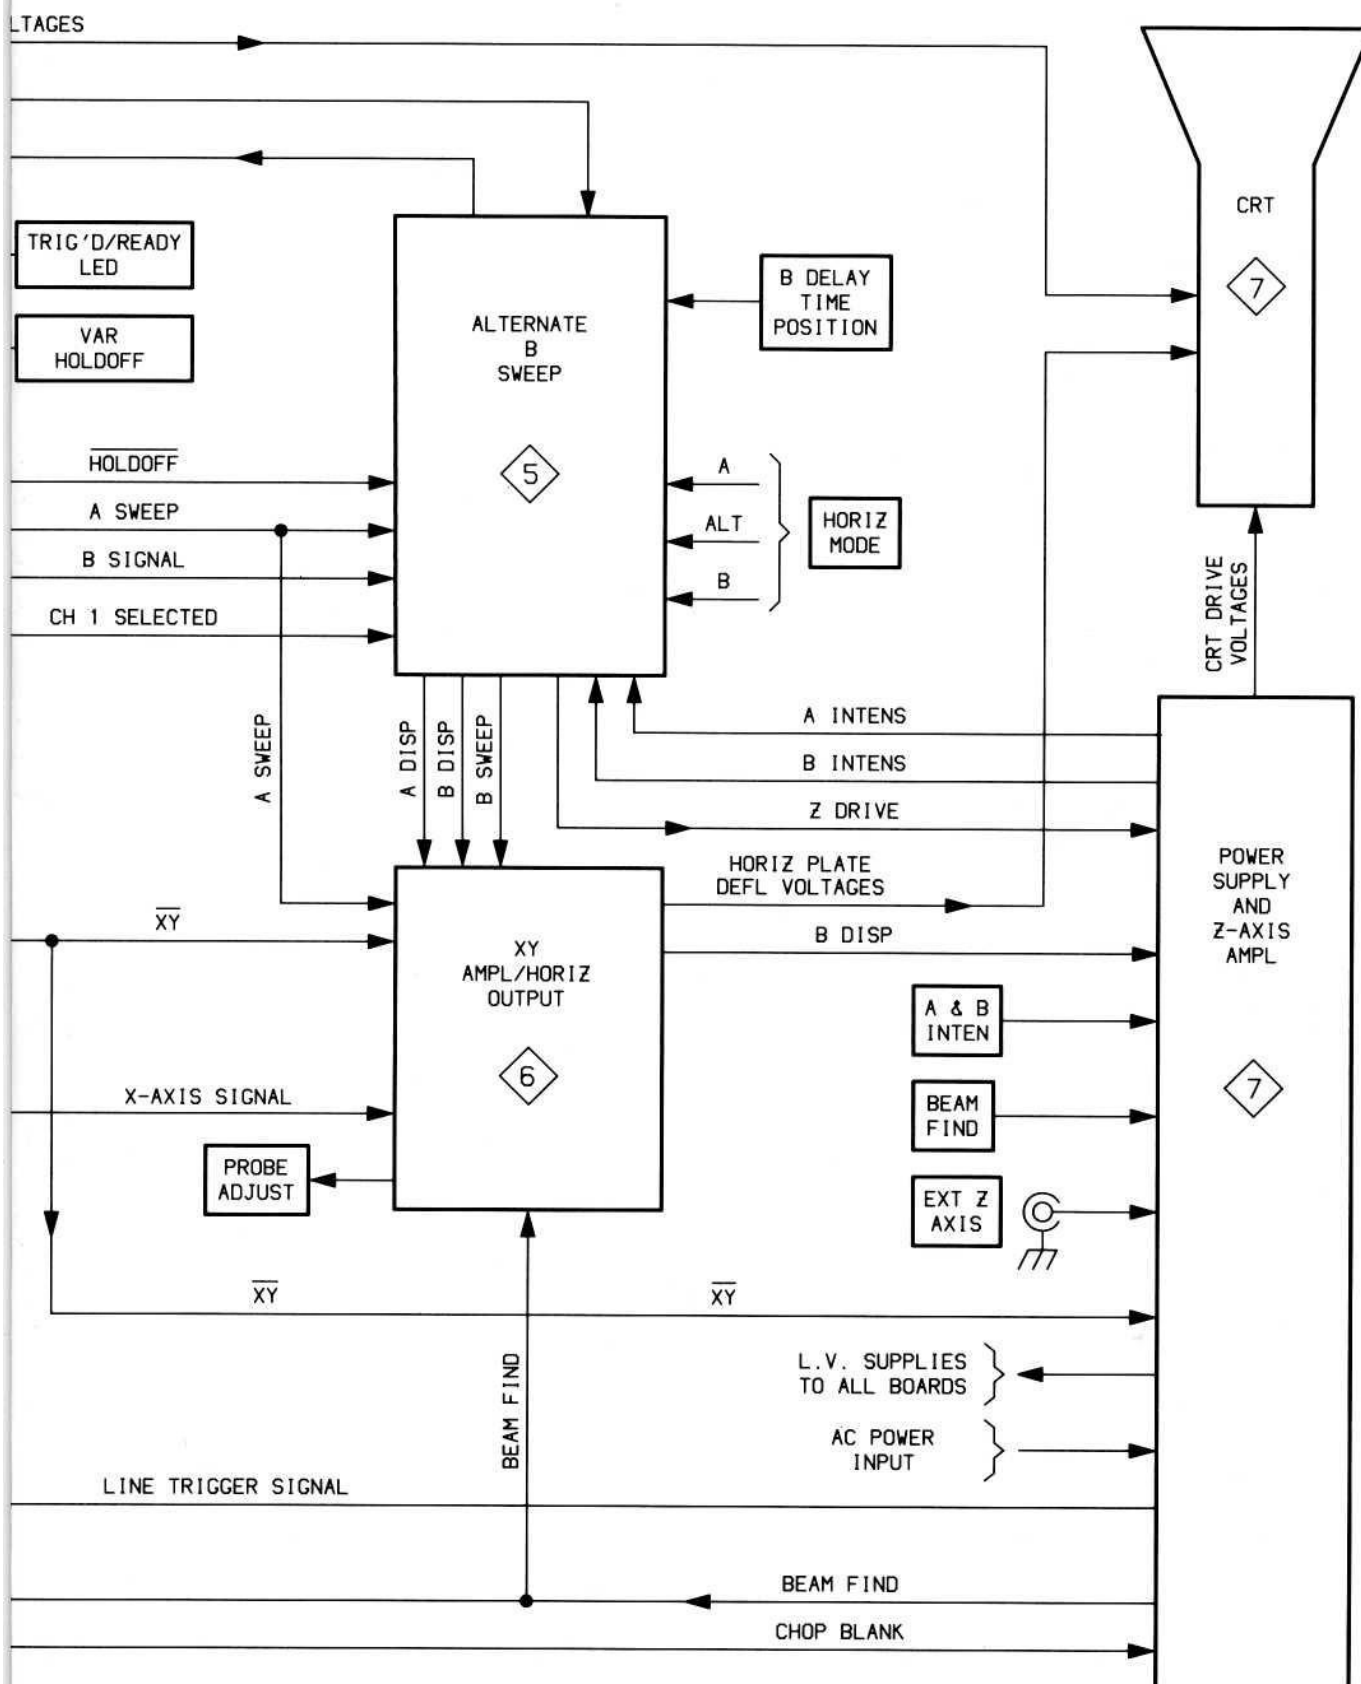 LTAGES
CRT
7
TRIG'D/READY
LED
VAR
HOLDOFF
ALTERNATE
B
SWEEP
5
B DELAY
TIME
POSITION
HOLDOFF
A SWEEP
B SIGNAL
CH 1 SELECTED
A
ALT
B
HORIZ
MODE
CRT DRIVE
VOLTAGES
A SWEEP
A DISP
B DISP
B SWEEP
A INTENS
B INTENS
Z DRIVE
HORIZ PLATE
DEFL VOLTAGES
B DISP
XY
XY
AMPL/HORIZ
OUTPUT
6
POWER
SUPPLY
AND
Z-AXIS
AMPL
7
A & B
INTEN
BEAM
FIND
EXT Z
AXIS
X-AXIS SIGNAL
PROBE
ADJUST
XY
XY
BEAM FIND
L.V. SUPPLIES
TO ALL BOARDS
AC POWER
INPUT
LINE TRIGGER SIGNAL
BEAM FIND
CHOP BLANK